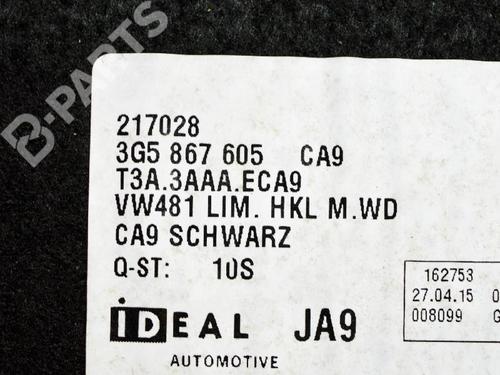 B-PARTS
217028
3G5 867 605 CA9
T3A.3AAA.ECA9
VW481 LIM. HKL M.WD
CA9 SCHWARZ
Q-ST: 10S
162753
27.04.15 0
008099 G
iDEAL JA9
AUTOMOTIVE